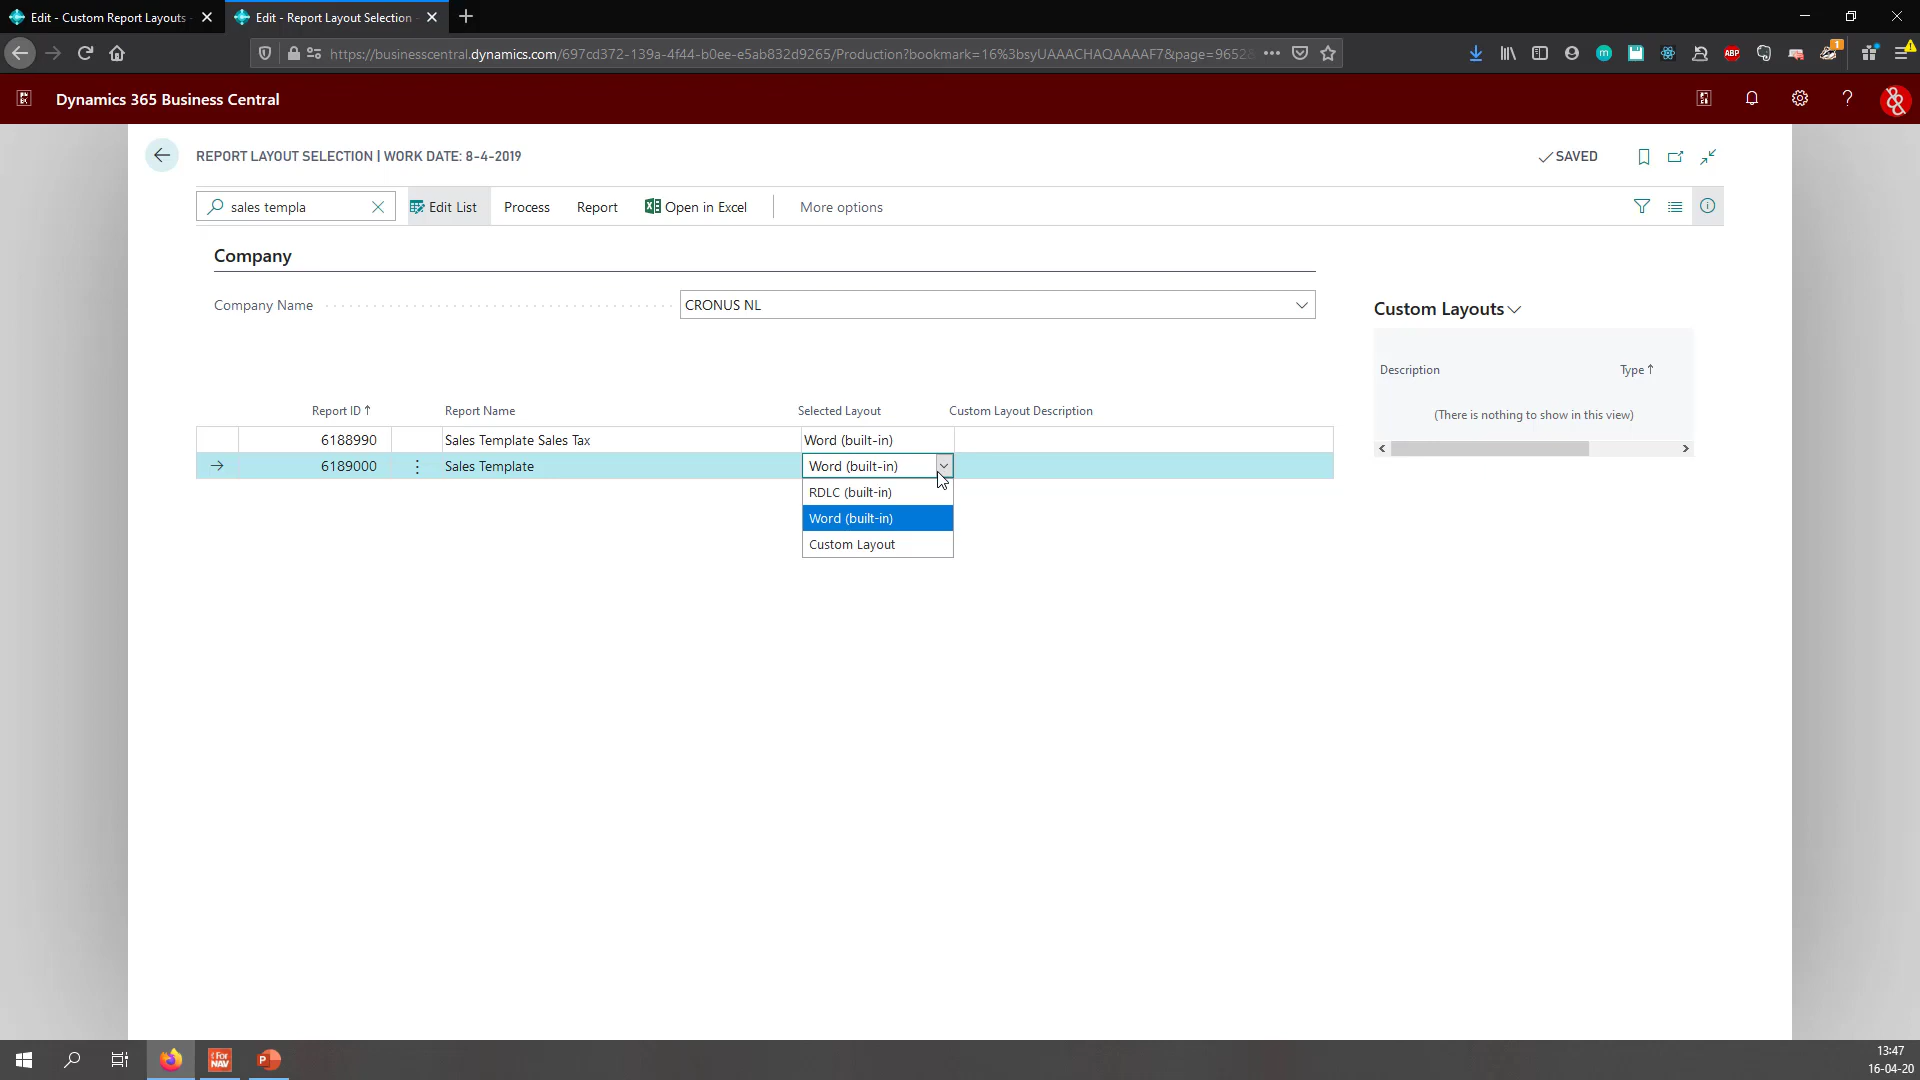 Edit - Custom Report Layouts
Edit - Report Layout Selection
https://businesscentral.dynamics.com/697cd372-139a-4f44-b0ee-e5ab832d9265/Production?bookmark=16%3bsyUAAACHAQAAAAF7&page=9652&
Dynamics 365 Business Central
REPORT LAYOUT SELECTION | WORK DATE: 8-4-2019
SAVED
sales templa
Edit List
Process
Report
Open in Excel
More options
Company
Company Name
CRONUS NL
Custom Layouts
Description
Type ↑
(There is nothing to show in this view)
Report ID ↑
Report Name
Selected Layout
Custom Layout Description
6188990
Sales Template Sales Tax
Word (built-in)
6189000
Sales Template
Word (built-in)
RDLC (built-in)
Word (built-in)
Custom Layout
13:47
16-04-20